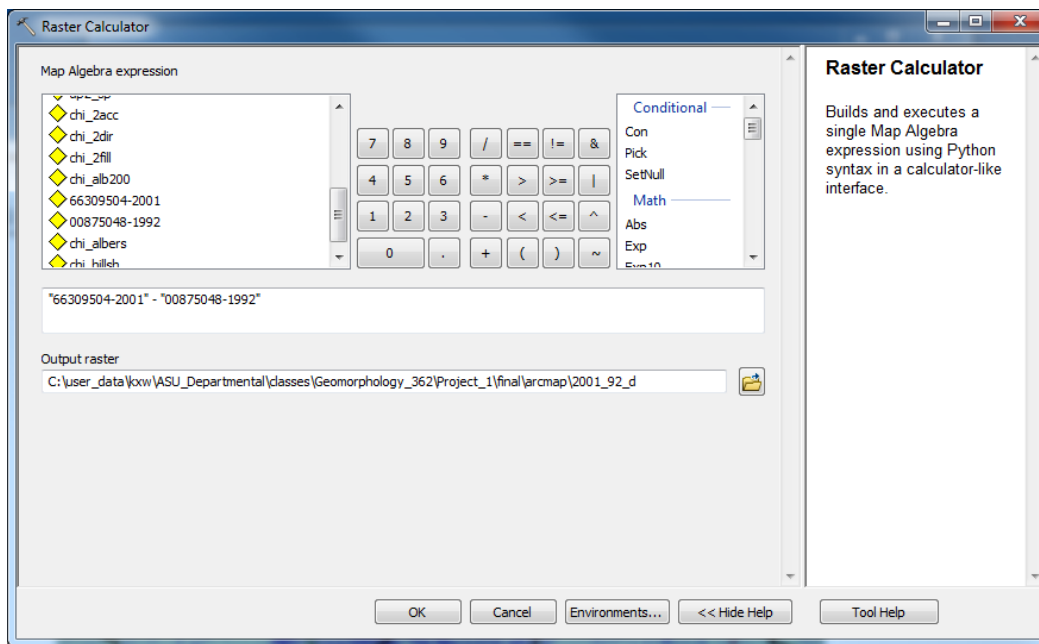 Raster Calculator
Map Algebra expression
chi_2acc
chi_2dir
chi_2fill
chi_alb200
66309504-2001
00875048-1992
chi_albers
chi_hillsh
7 8 9 / == != &
4 5 6 * > >= |
1 2 3 - < <= ^
0 . + ( ) ~
Conditional
Con
Pick
SetNull
Math
Abs
Exp
Exp10
"66309504-2001" - "00875048-1992"
Output raster
C:\user_data\kxw\ASU_Departmental\classes\Geomorphology_362\Project_1\final\arcmap\2001_92_d
OK
Cancel
Environments...
<< Hide Help
Tool Help
Raster Calculator
Builds and executes a
single Map Algebra
expression using Python
syntax in a calculator-like
interface.